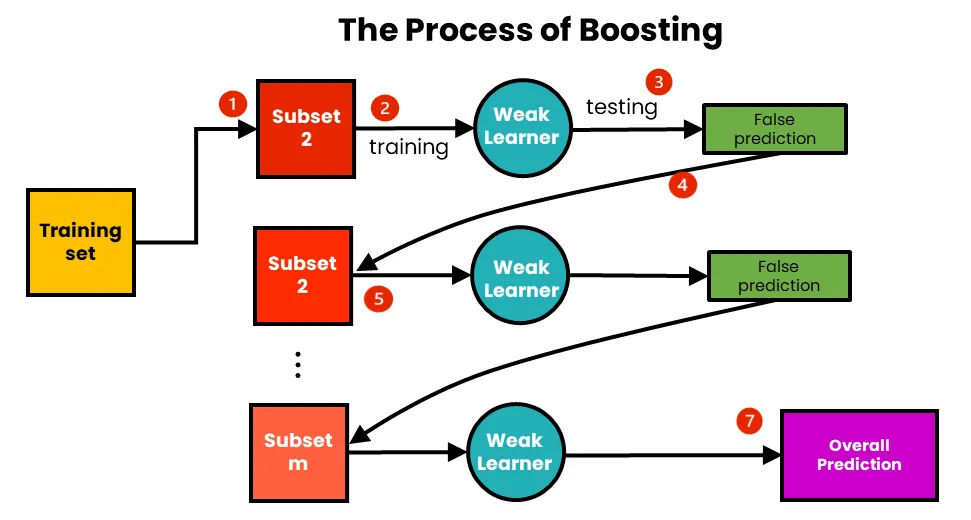 The Process of Boosting
1
Subset
2
2
training
Weak
Learner
3
testing
False
prediction
4
Training
set
Subset
2
5
Weak
Learner
False
prediction
Subset
m
Weak
Learner
7
Overall
Prediction